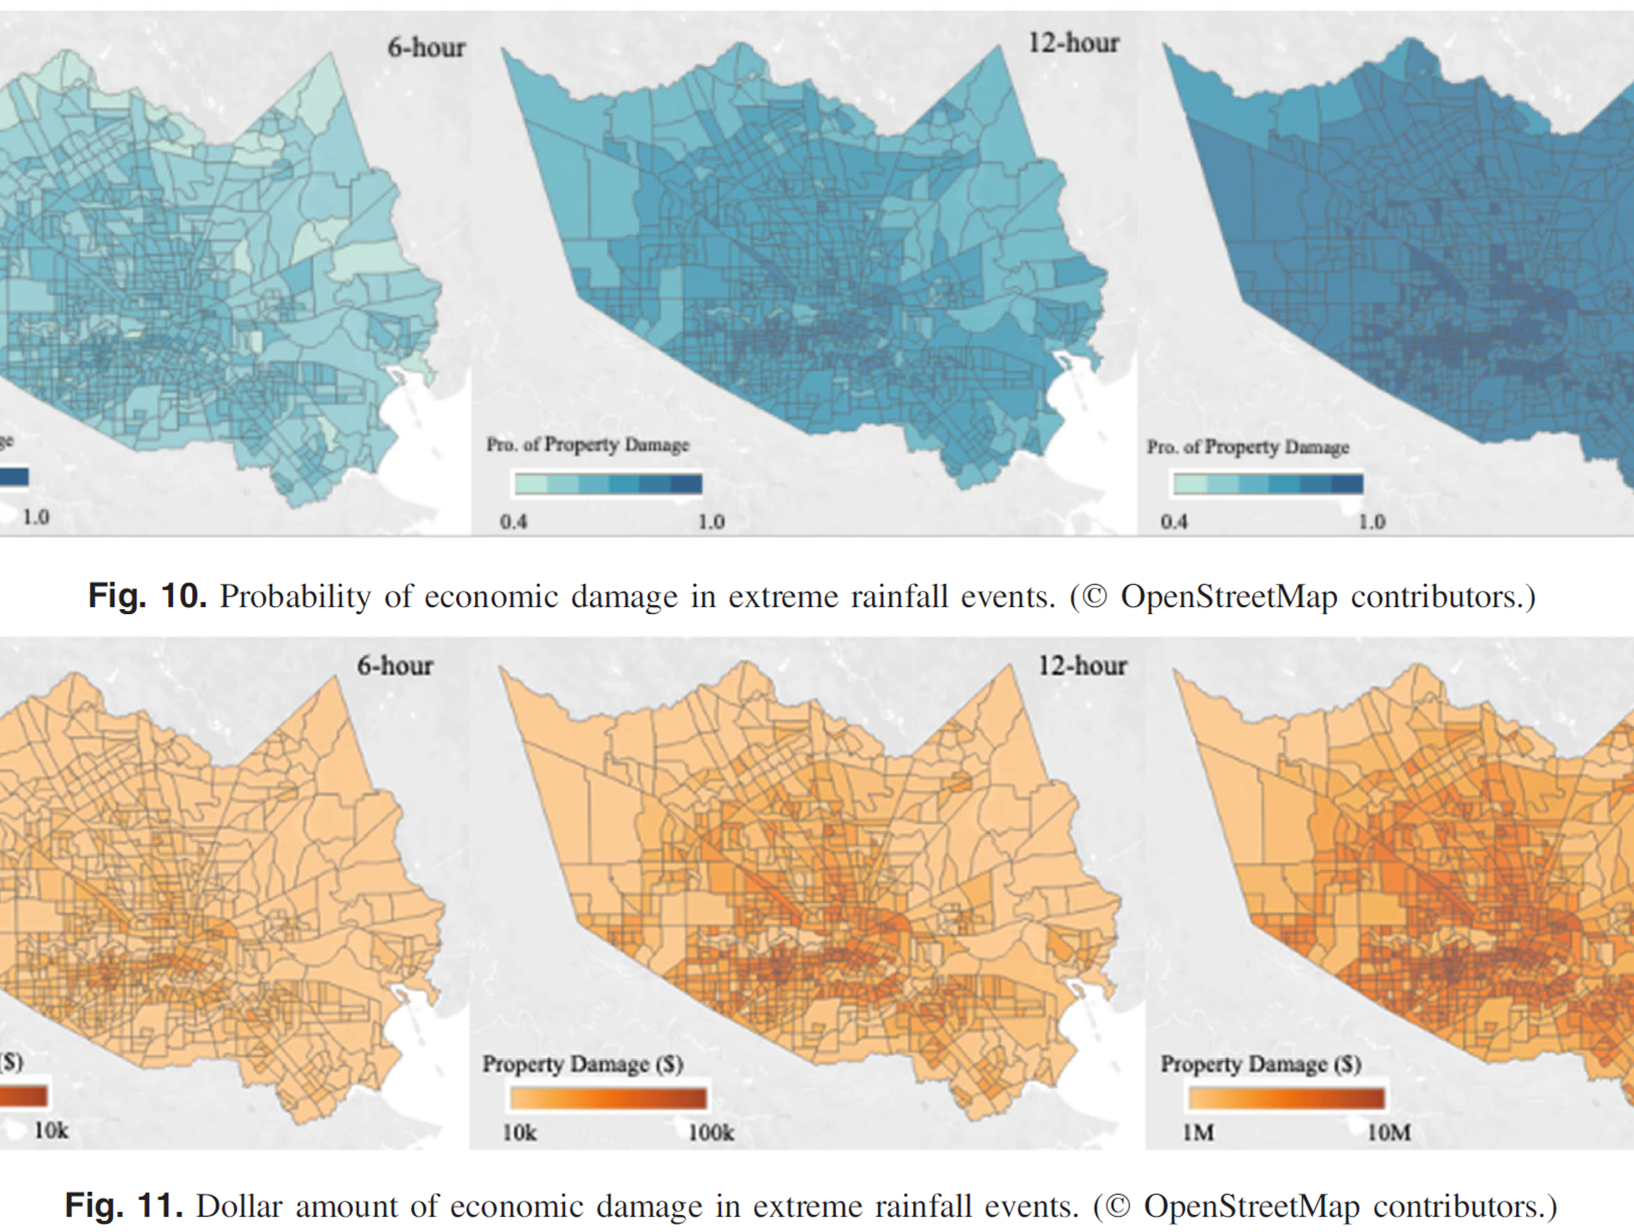 6-hour
12-hour
ge
1.0
Pro. of Property Damage
0.4 1.0
Pro. of Property Damage
0.4 1.0
Fig. 10. Probability of economic damage in extreme rainfall events. (© OpenStreetMap contributors.)
6-hour
12-hour
($)
10k
Property Damage ($)
10k 100k
Property Damage ($)
1M 10M
Fig. 11. Dollar amount of economic damage in extreme rainfall events. (© OpenStreetMap contributors.)